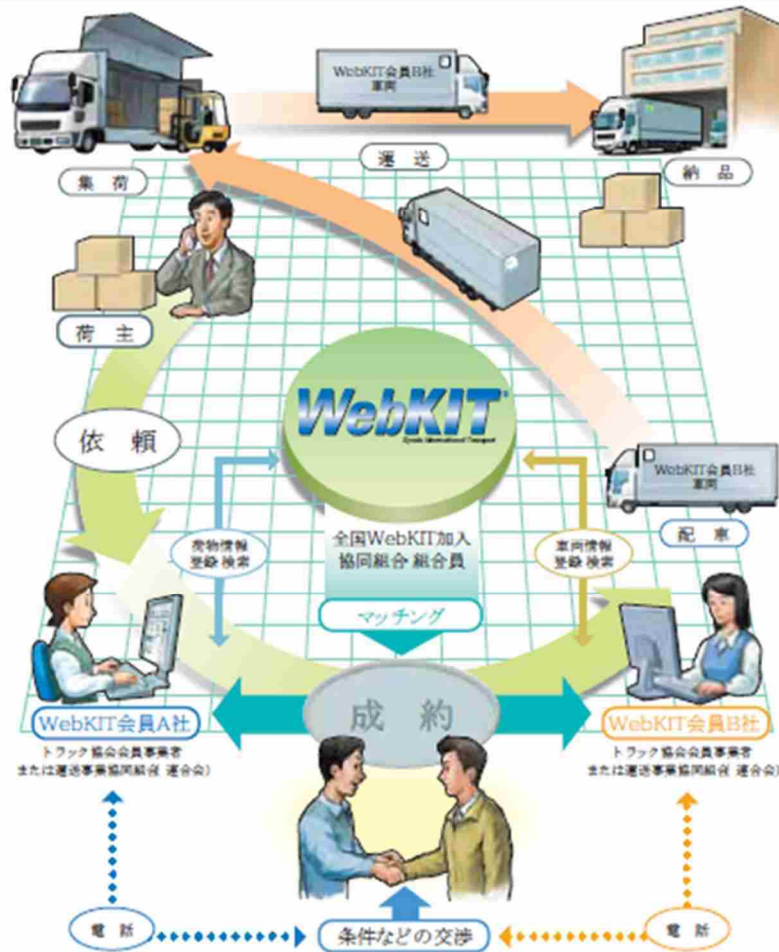 WebKIT会員B社
車両
運送
集荷
納品
荷主
WebKIT
依頼
WebKIT会員B社
車両
配車
荷物情報
登録 検索
全国WebKIT加入
協同組合 組合員
車両情報
登録 検索
マッチング
成約
WebKIT会員A社
WebKIT会員B社
トラック協会会員事業者
または運送事業協同組合( 連合会)
トラック協会会員事業者
または運送事業協同組合( 連合会)
電話
条件などの交渉
電話